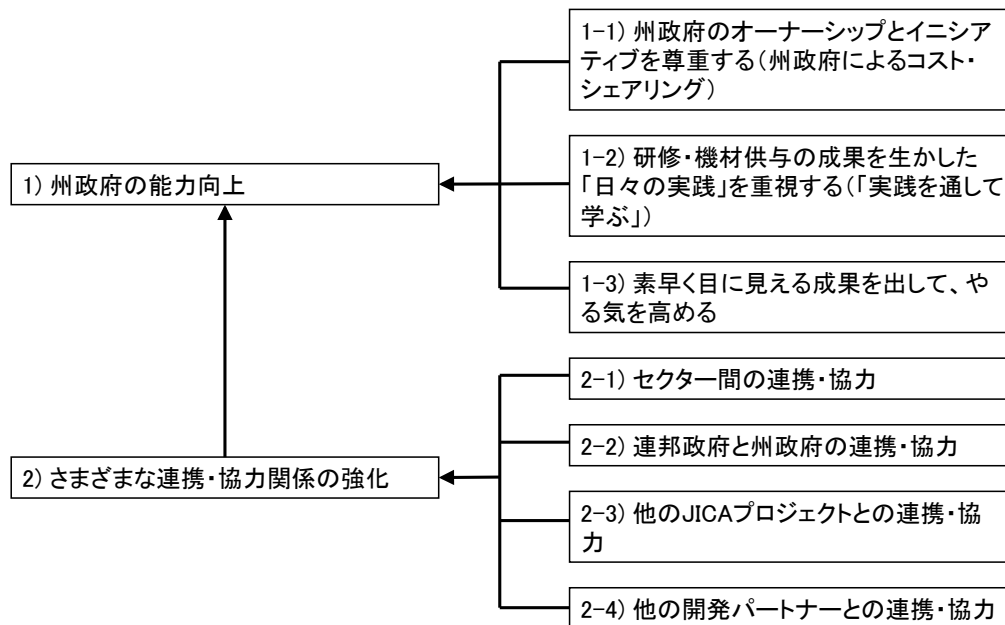 1-1) 州政府のオーナーシップとイニシア
ティブを尊重する(州政府によるコスト・
シェアリング)
1-2) 研修・機材供与の成果を生かした
「日々の実践」を重視する(「実践を通して
学ぶ」)
1-3) 素早く目に見える成果を出して、や
る気を高める
1) 州政府の能力向上
2-1) セクター間の連携・協力
2-2) 連邦政府と州政府の連携・協力
2-3) 他のJICAプロジェクトとの連携・協
力
2-4) 他の開発パートナーとの連携・協力
2) さまざまな連携・協力関係の強化